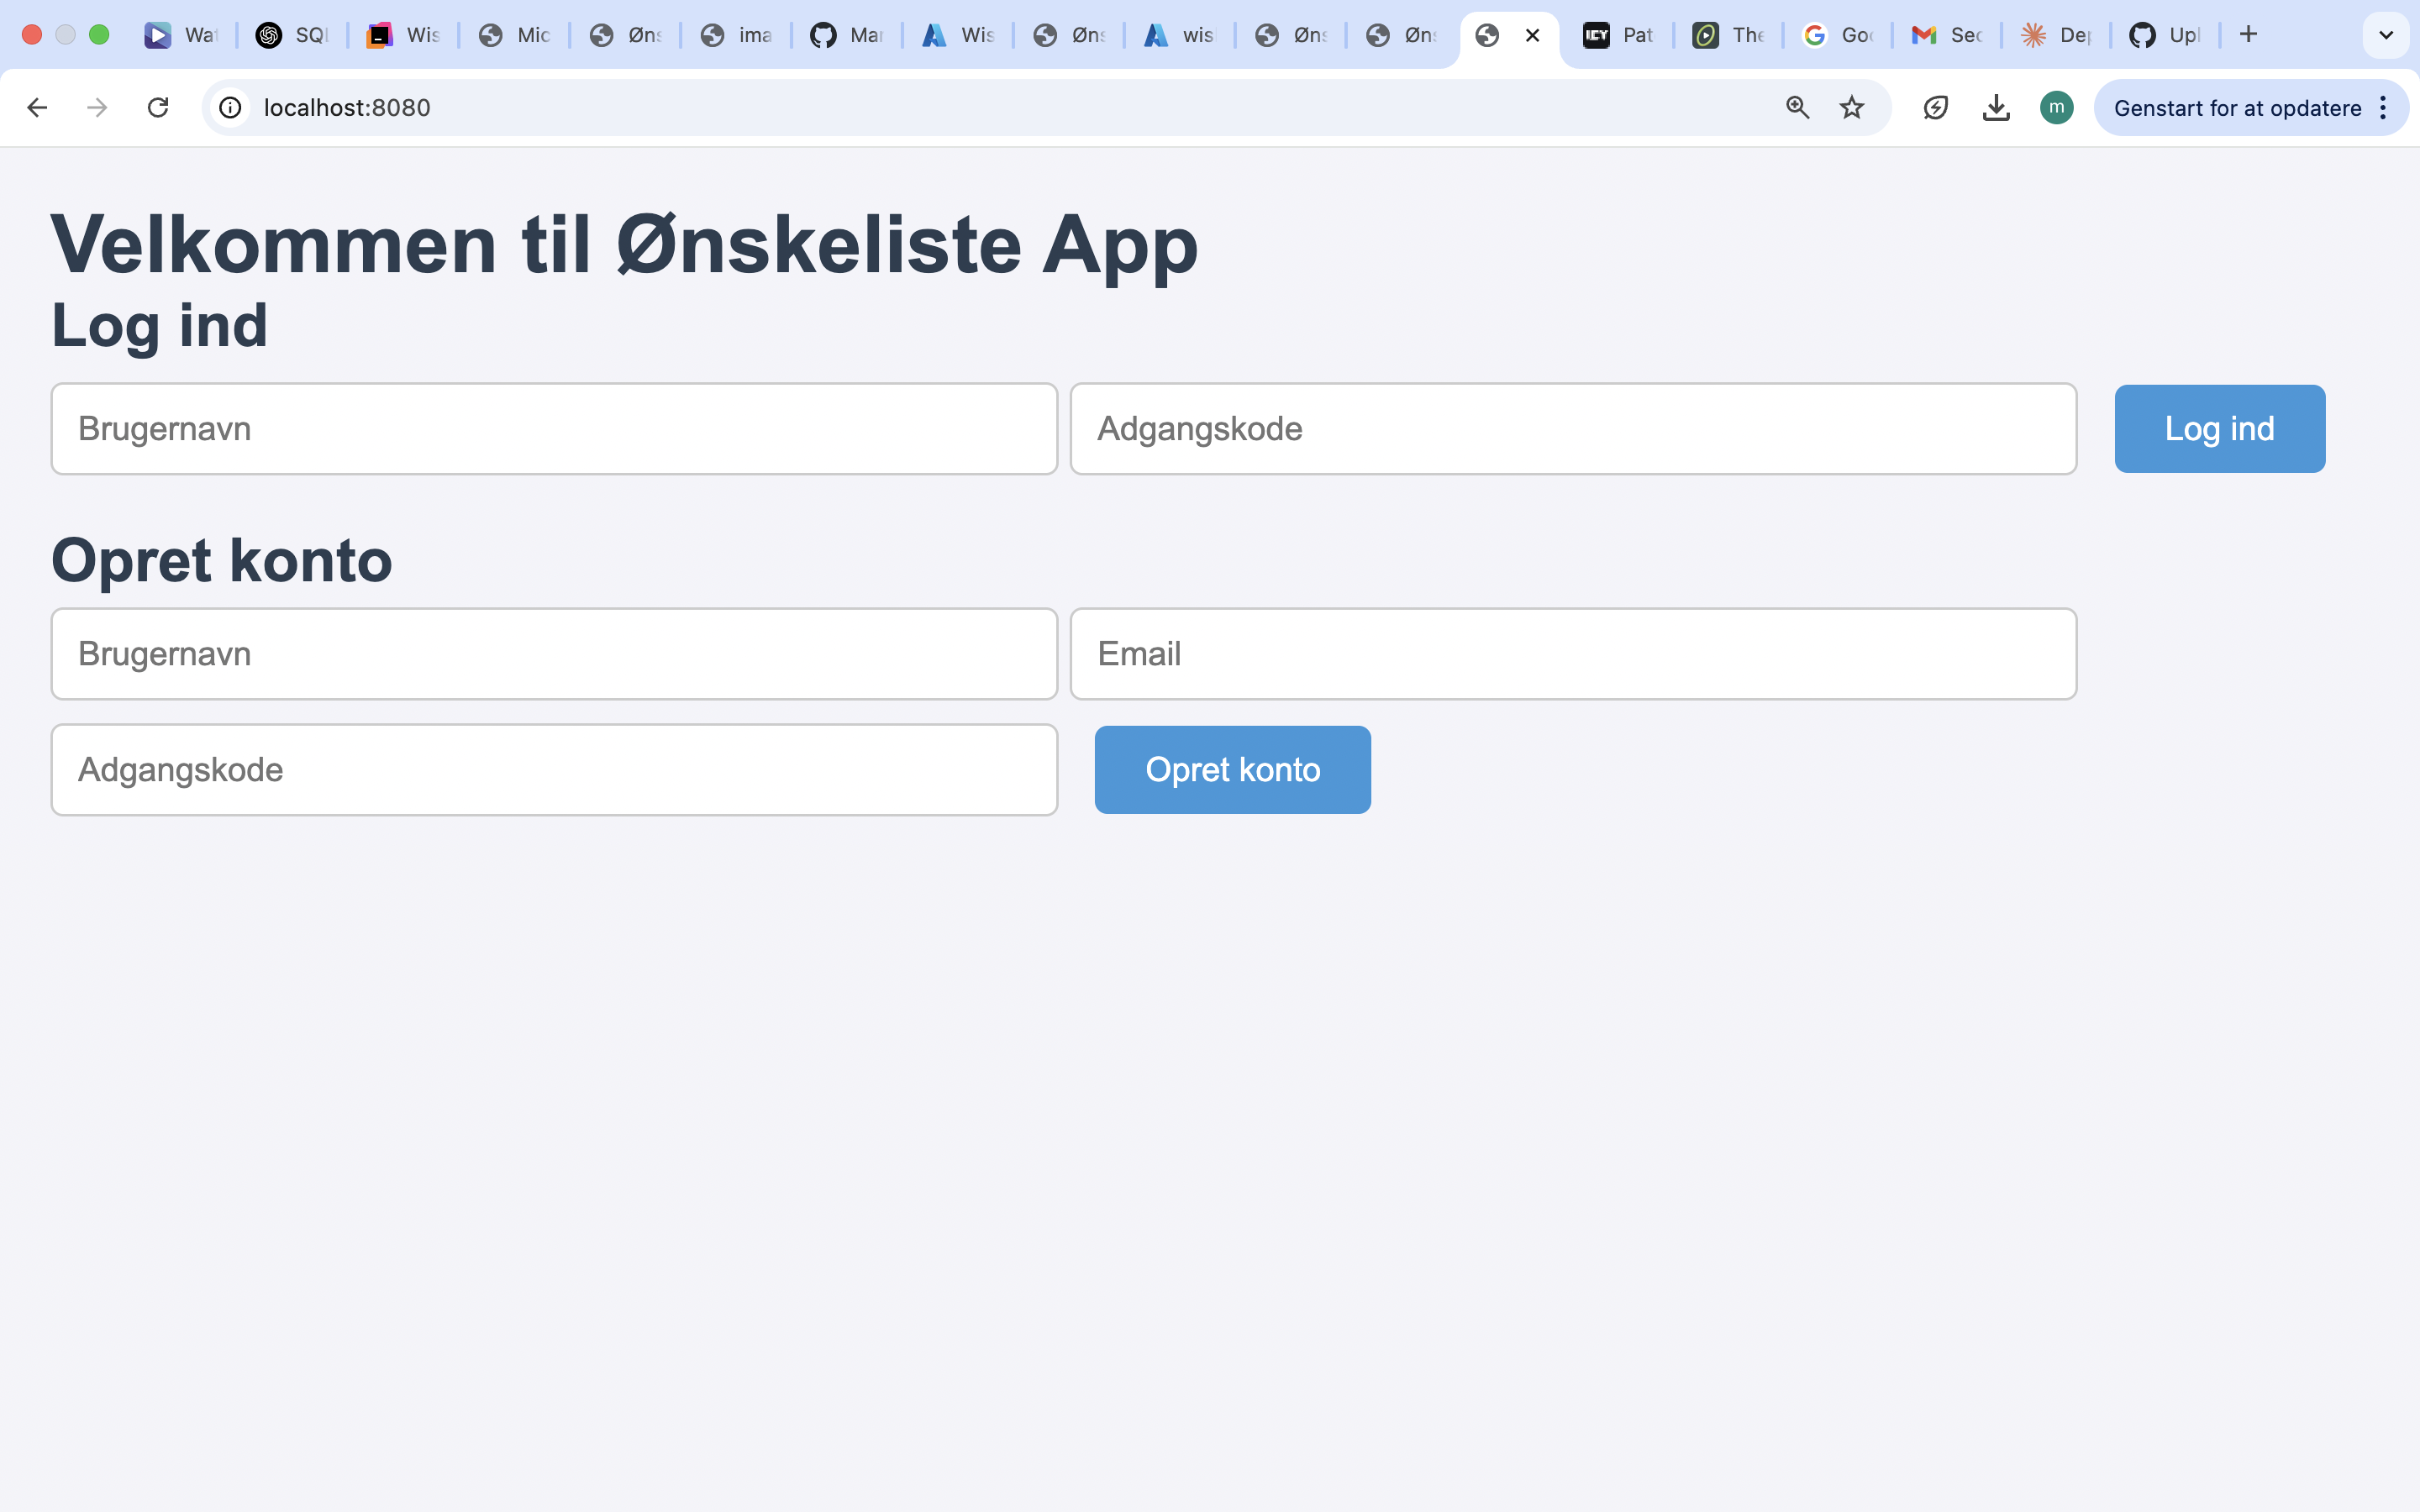 Wat SQL Wis Mic Øns ima Mar Wis Øns wis Øns Øns Pat The Goo Sec Dep Upl
localhost:8080 m Genstart for at opdatere
Velkommen til Ønskeliste App
Log ind
Brugernavn Adgangskode Log ind
Opret konto
Brugernavn Email
Adgangskode Opret konto